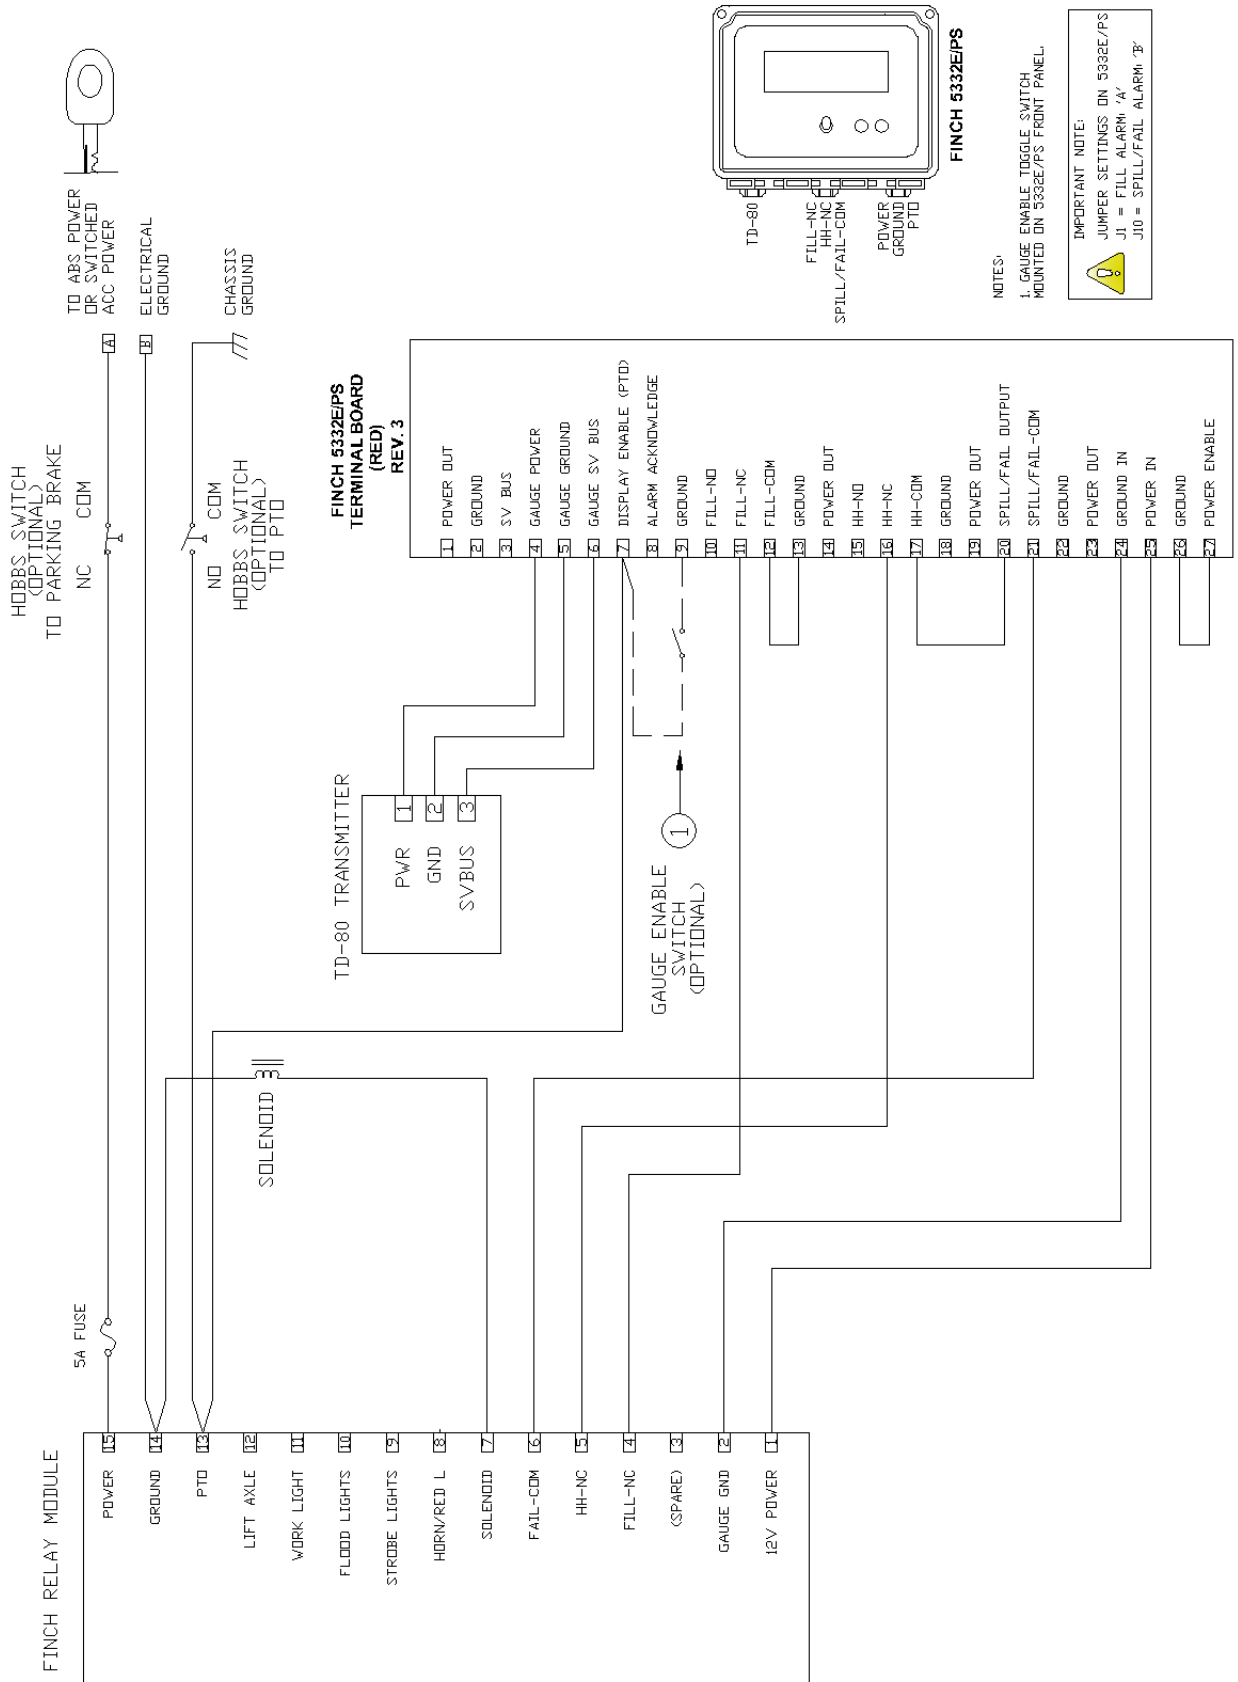 HOBBS SWITCH
(OPTIONAL)
TO PARKING BRAKE
NC COM
5A FUSE
TO ABS POWER
OR SWITCHED
ACC POWER
A
ELECTRICAL
GROUND
B
NO COM
HOBBS SWITCH
(OPTIONAL)
TO PTO
CHASSIS
GROUND
FINCH RELAY MODULE
POWER 15
GROUND 14
PTO 13
LIFT AXLE 12
WORK LIGHT 11
FLOOD LIGHTS 10
STROBE LIGHTS 9
HORN/RED L 8
SOLENOID 7
FAIL-COM 6
HH-NC 5
FILL-NC 4
(SPARE) 3
GAUGE GND 2
12V POWER 1
SOLENOID
TD-80 TRANSMITTER
PWR 1
GND 2
SVBUS 3
GAUGE ENABLE
SWITCH
(OPTIONAL)
1
FINCH 5332E/PS
TERMINAL BOARD
(RED)
REV. 3
1 POWER OUT
2 GROUND
3 SV BUS
4 GAUGE POWER
5 GAUGE GROUND
6 GAUGE SV BUS
7 DISPLAY ENABLE (PTO)
8 ALARM ACKNOWLEDGE
9 GROUND
10 FILL-NO
11 FILL-NC
12 FILL-COM
13 GROUND
14 POWER OUT
15 HH-NO
16 HH-NC
17 HH-COM
18 GROUND
19 POWER OUT
20 SPILL/FAIL OUTPUT
21 SPILL/FAIL-COM
22 GROUND
23 POWER OUT
24 GROUND IN
25 POWER IN
26 GROUND
27 POWER ENABLE
TD-80
FILL-NC
HH-NC
SPILL/FAIL-COM
POWER
GROUND
PTO
FINCH 5332E/PS
NOTES:
1. GAUGE ENABLE TOGGLE SWITCH
MOUNTED ON 5332E/PS FRONT PANEL.
IMPORTANT NOTE:
JUMPER SETTINGS ON 5332E/PS
J1 = FILL ALARM: 'A'
J10 = SPILL/FAIL ALARM: 'B'